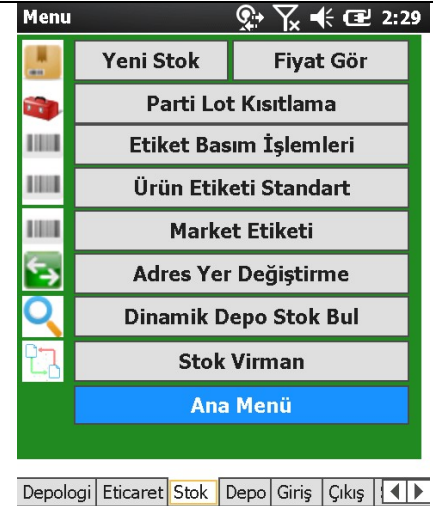 Menu 2:29
Yeni Stok Fiyat Gör
Parti Lot Kısıtlama
Etiket Basım İşlemleri
Ürün Etiketi Standart
Market Etiketi
Adres Yer Değiştirme
Dinamik Depo Stok Bul
Stok Virman
Ana Menü
Depologi Eticaret Stok Depo Giriş Çıkış